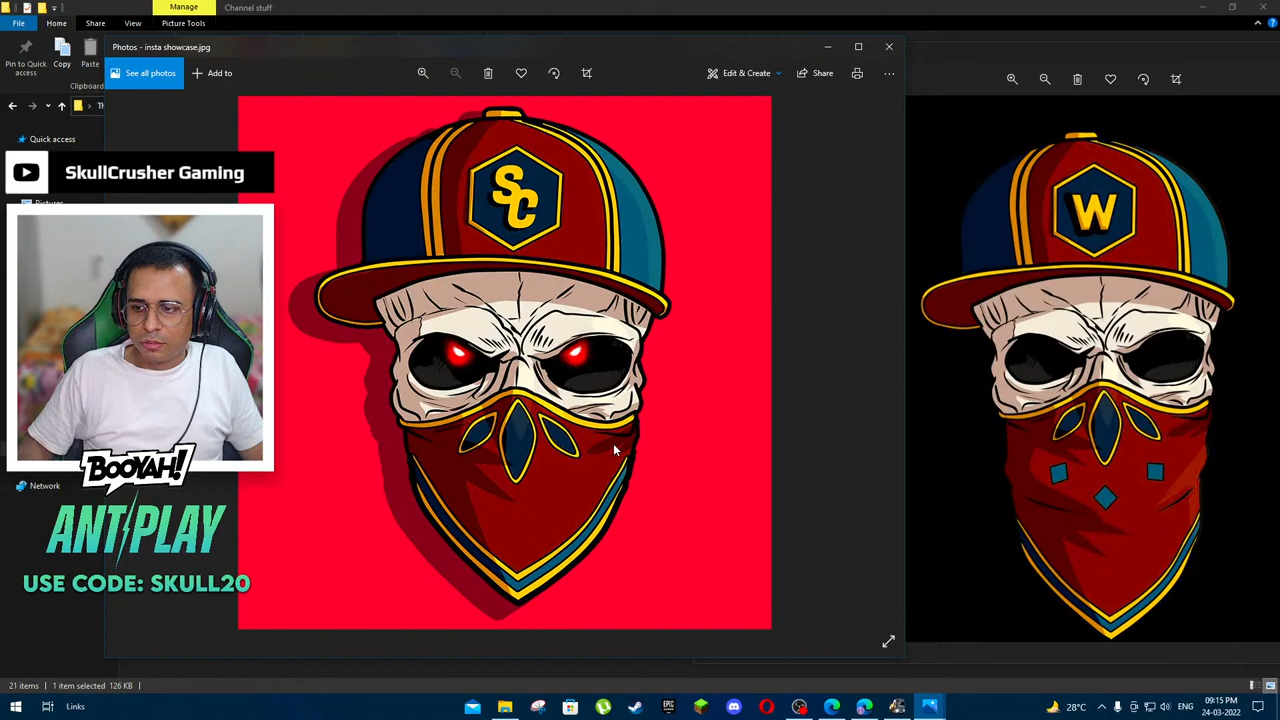 Manage
Channel stuff
File
Home
Share
View
Picture Tools
Pin to Quick access
Copy
Paste
Clipboard
Photos - insta showcase.jpg
See all photos
Add to
Edit & Create
Share
Quick access
SkullCrusher Gaming
Network
BOOYAH!
ANTPLAY
USE CODE: SKULL20
SC
W
21 items
1 item selected 126 KB
Links
EPIC GAMES
28°C
ENG
09:15 PM
24-03-2022